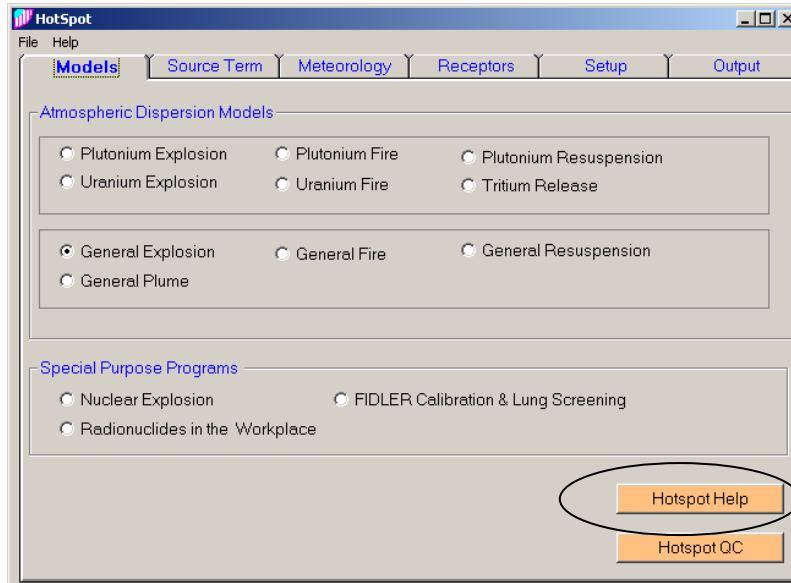 HotSpot
File Help
Models Source Term Meteorology Receptors Setup Output
Atmospheric Dispersion Models
Plutonium Explosion Plutonium Fire Plutonium Resuspension
Uranium Explosion Uranium Fire Tritium Release
General Explosion General Fire General Resuspension
General Plume
Special Purpose Programs
Nuclear Explosion FIDLER Calibration & Lung Screening
Radionuclides in the Workplace
Hotspot Help
Hotspot QC